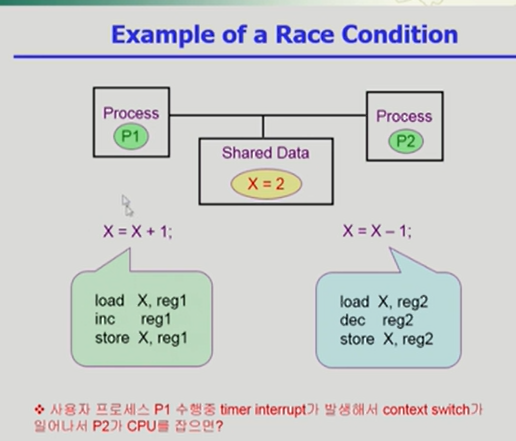 Example of a Race Condition
Process
P1
Process
P2
Shared Data
X = 2
X = X + 1;
X = X – 1;
load X, reg1
inc reg1
store X, reg1
load X, reg2
dec reg2
store X, reg2
❖ 사용자 프로세스 P1 수행중 timer interrupt가 발생해서 context switch가
일어나서 P2가 CPU를 잡으면?